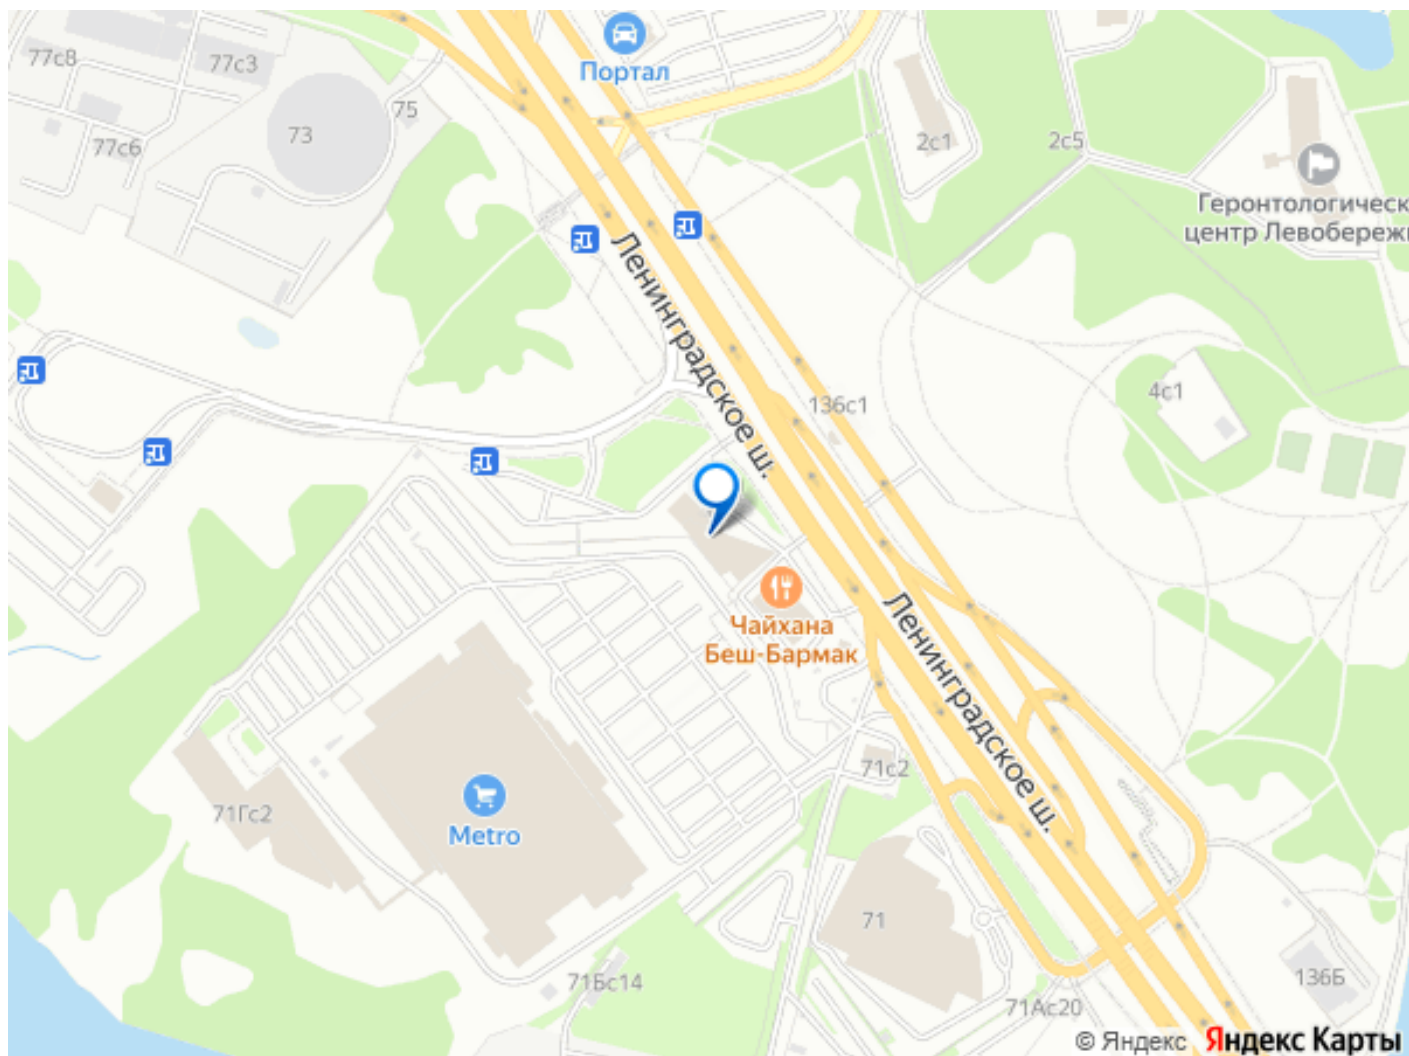 77с8
77с3
Портал
75
73
77с6
2с1
2с5
Геронтологическ
центр Левобережн
Ленинградское ш.
136с1
4с1
Чайхана
Беш-Бармак
Ленинградское ш.
71с2
71Гс2
Metro
71
71Бс14
136Б
71Ас20
© Яндекс Яндекс Карты